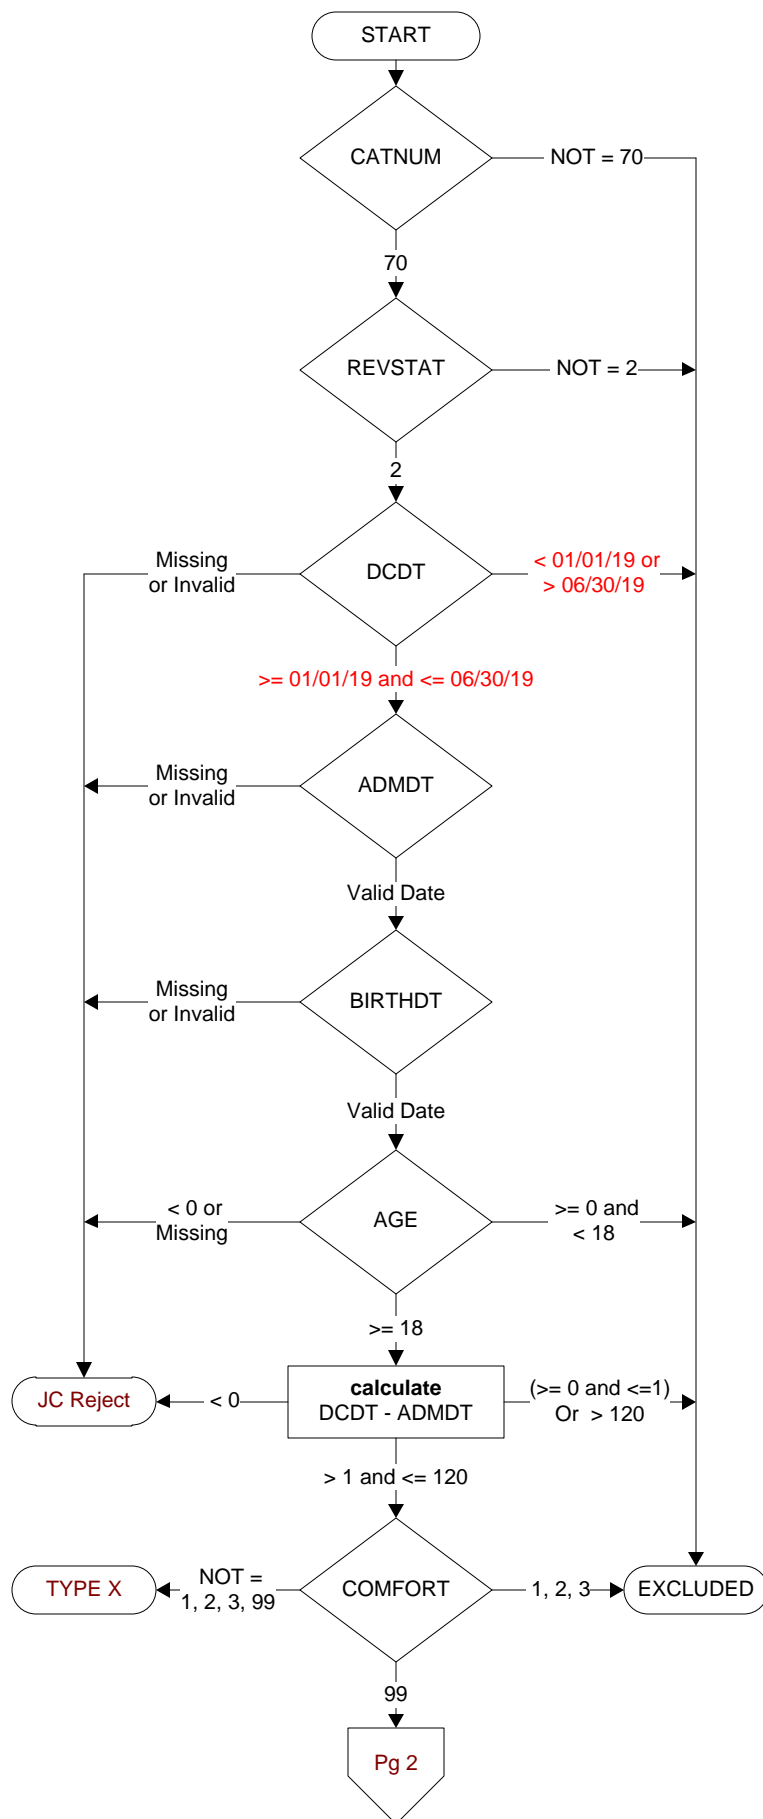 START
CATNUM
NOT = 70
70
REVSTAT
NOT = 2
2
Missing
or Invalid
DCDT
< 01/01/19 or
> 06/30/19
>= 01/01/19 and <= 06/30/19
Missing
or Invalid
ADMDT
Valid Date
Missing
or Invalid
BIRTHDT
Valid Date
< 0 or
Missing
AGE
>= 0 and
< 18
>= 18
JC Reject
< 0
calculate
DCDT - ADMDT
(>= 0 and <=1)
Or > 120
> 1 and <= 120
TYPE X
NOT =
1, 2, 3, 99
COMFORT
1, 2, 3
EXCLUDED
99
Pg 2